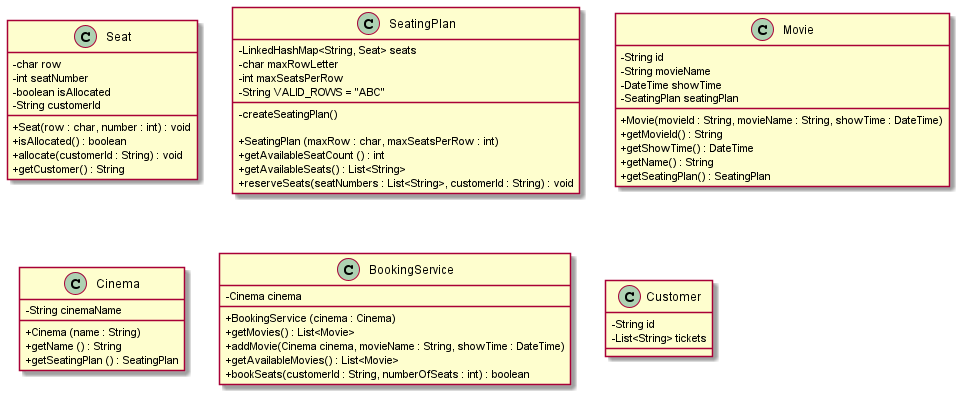 C Seat
-char row
-int seatNumber
-boolean isAllocated
-String customerId
+Seat(row : char, number : int) : void
+isAllocated() : boolean
+allocate(customerId : String) : void
+getCustomer() : String
C SeatingPlan
-LinkedHashMap<String, Seat> seats
-char maxRowLetter
-int maxSeatsPerRow
-String VALID_ROWS = "ABC"
-createSeatingPlan()
+SeatingPlan (maxRow : char, maxSeatsPerRow : int)
+getAvailableSeatCount () : int
+getAvailableSeats() : List<String>
+reserveSeats(seatNumbers : List<String>, customerId : String) : void
C Movie
-String id
-String movieName
-DateTime showTime
-SeatingPlan seatingPlan
+Movie(movieId : String, movieName : String, showTime : DateTime)
+getMovieId() : String
+getShowTime() : DateTime
+getName() : String
+getSeatingPlan() : SeatingPlan
C Cinema
-String cinemaName
+Cinema (name : String)
+getName () : String
+getSeatingPlan () : SeatingPlan
C BookingService
-Cinema cinema
+BookingService (cinema : Cinema)
+getMovies() : List<Movie>
+addMovie(Cinema cinema, movieName : String, showTime : DateTime)
+getAvailableMovies() : List<Movie>
+bookSeats(customerId : String, numberOfSeats : int) : boolean
C Customer
-String id
-List<String> tickets